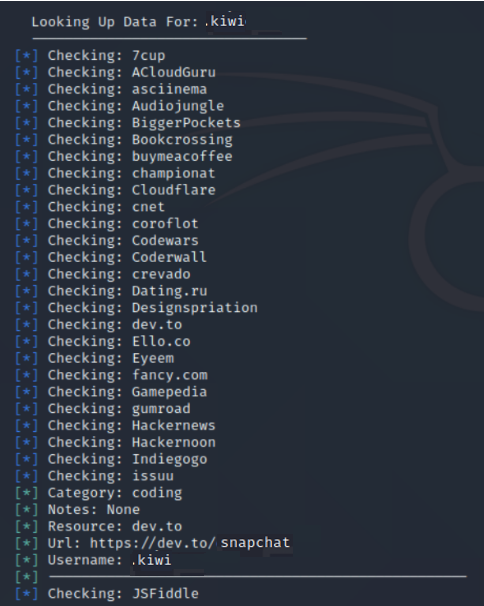 Looking Up Data For: .kiwi
[*] Checking: 7cup
[*] Checking: ACloudGuru
[*] Checking: asciinema
[*] Checking: Audiojungle
[*] Checking: BiggerPockets
[*] Checking: Bookcrossing
[*] Checking: buymeacoffee
[*] Checking: championat
[*] Checking: Cloudflare
[*] Checking: cnet
[*] Checking: coroflot
[*] Checking: Codewars
[*] Checking: Coderwall
[*] Checking: crevado
[*] Checking: Dating.ru
[*] Checking: Designspriation
[*] Checking: dev.to
[*] Checking: Ello.co
[*] Checking: Eyeem
[*] Checking: fancy.com
[*] Checking: Gamepedia
[*] Checking: gumroad
[*] Checking: Hackernews
[*] Checking: Hackernoon
[*] Checking: Indiegogo
[*] Checking: issuu
[*] Category: coding
[*] Notes: None
[*] Resource: dev.to
[*] Url: https://dev.to/ snapchat
[*] Username: .kiwi
[*]
[*] Checking: JSFiddle